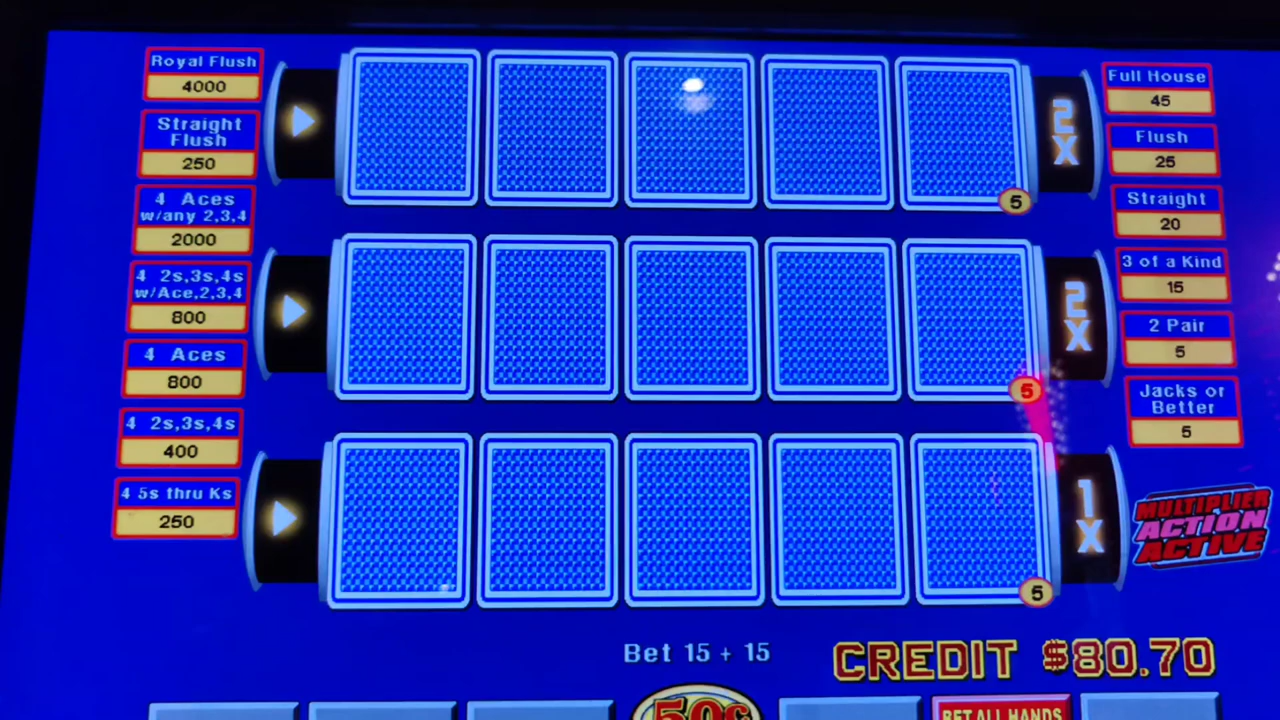 Royal Flush
4000
Straight
Flush
250
4 Aces
w/any 2,3,4
2000
4 2s,3s,4s
w/Ace,2,3,4
800
4 Aces
800
4 2s,3s,4s
400
4 5s thru Ks
250
2X
5
2X
5
1X
5
Full House
45
Flush
25
Straight
20
3 of a Kind
15
2 Pair
5
Jacks or
Better
5
MULTIPLIER
ACTION
ACTIVE
Bet 15 + 15
CREDIT $80.70
50¢
BET ALL HANDS